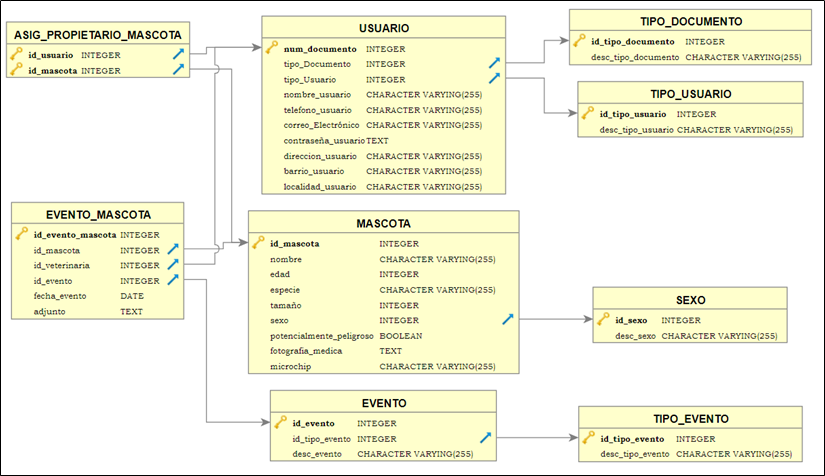 ASIG_PROPIETARIO_MASCOTA
id_usuario INTEGER
id_mascota INTEGER
USUARIO
num_documento INTEGER
tipo_Documento INTEGER
tipo_Usuario INTEGER
nombre_usuario CHARACTER VARYING(255)
telefono_usuario CHARACTER VARYING(255)
correo_Electrónico CHARACTER VARYING(255)
contraseña_usuario TEXT
direccion_usuario CHARACTER VARYING(255)
barrio_usuario CHARACTER VARYING(255)
localidad_usuario CHARACTER VARYING(255)
TIPO_DOCUMENTO
id_tipo_documento INTEGER
desc_tipo_documento CHARACTER VARYING(255)
TIPO_USUARIO
id_tipo_usuario INTEGER
desc_tipo_usuario CHARACTER VARYING(255)
EVENTO_MASCOTA
id_evento_mascota INTEGER
id_mascota INTEGER
id_veterinaria INTEGER
id_evento INTEGER
fecha_evento DATE
adjunto TEXT
MASCOTA
id_mascota INTEGER
nombre CHARACTER VARYING(255)
edad INTEGER
especie CHARACTER VARYING(255)
tamaño INTEGER
sexo INTEGER
potencialmente_peligroso BOOLEAN
fotografia_medica TEXT
microchip CHARACTER VARYING(255)
SEXO
id_sexo INTEGER
desc_sexo CHARACTER VARYING(255)
EVENTO
id_evento INTEGER
id_tipo_evento INTEGER
desc_evento CHARACTER VARYING(255)
TIPO_EVENTO
id_tipo_evento INTEGER
desc_tipo_evento CHARACTER VARYING(255)